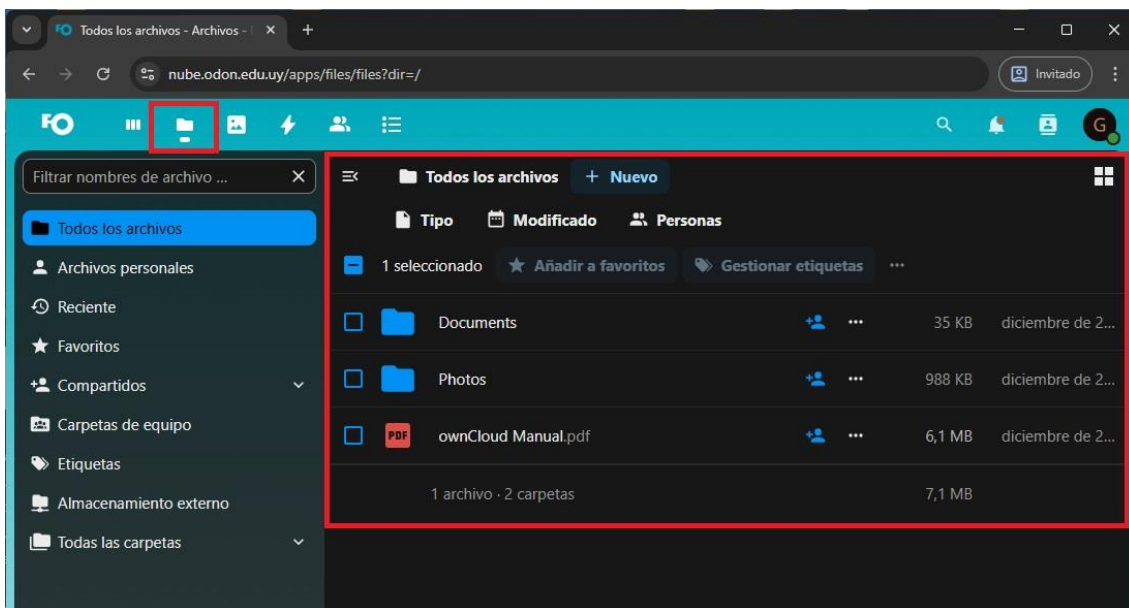 Todos los archivos - Archivos -
nube.odon.edu.uy/apps/files/files?dir=/
Invitado
FO
G
Filtrar nombres de archivo ...
Todos los archivos
Archivos personales
Reciente
Favoritos
Compartidos
Carpetas de equipo
Etiquetas
Almacenamiento externo
Todas las carpetas
Todos los archivos + Nuevo
Tipo Modificado Personas
1 seleccionado Añadir a favoritos Gestionar etiquetas ...
Documents ... 35 KB diciembre de 2...
Photos ... 988 KB diciembre de 2...
PDF ownCloud Manual.pdf ... 6,1 MB diciembre de 2...
1 archivo · 2 carpetas 7,1 MB